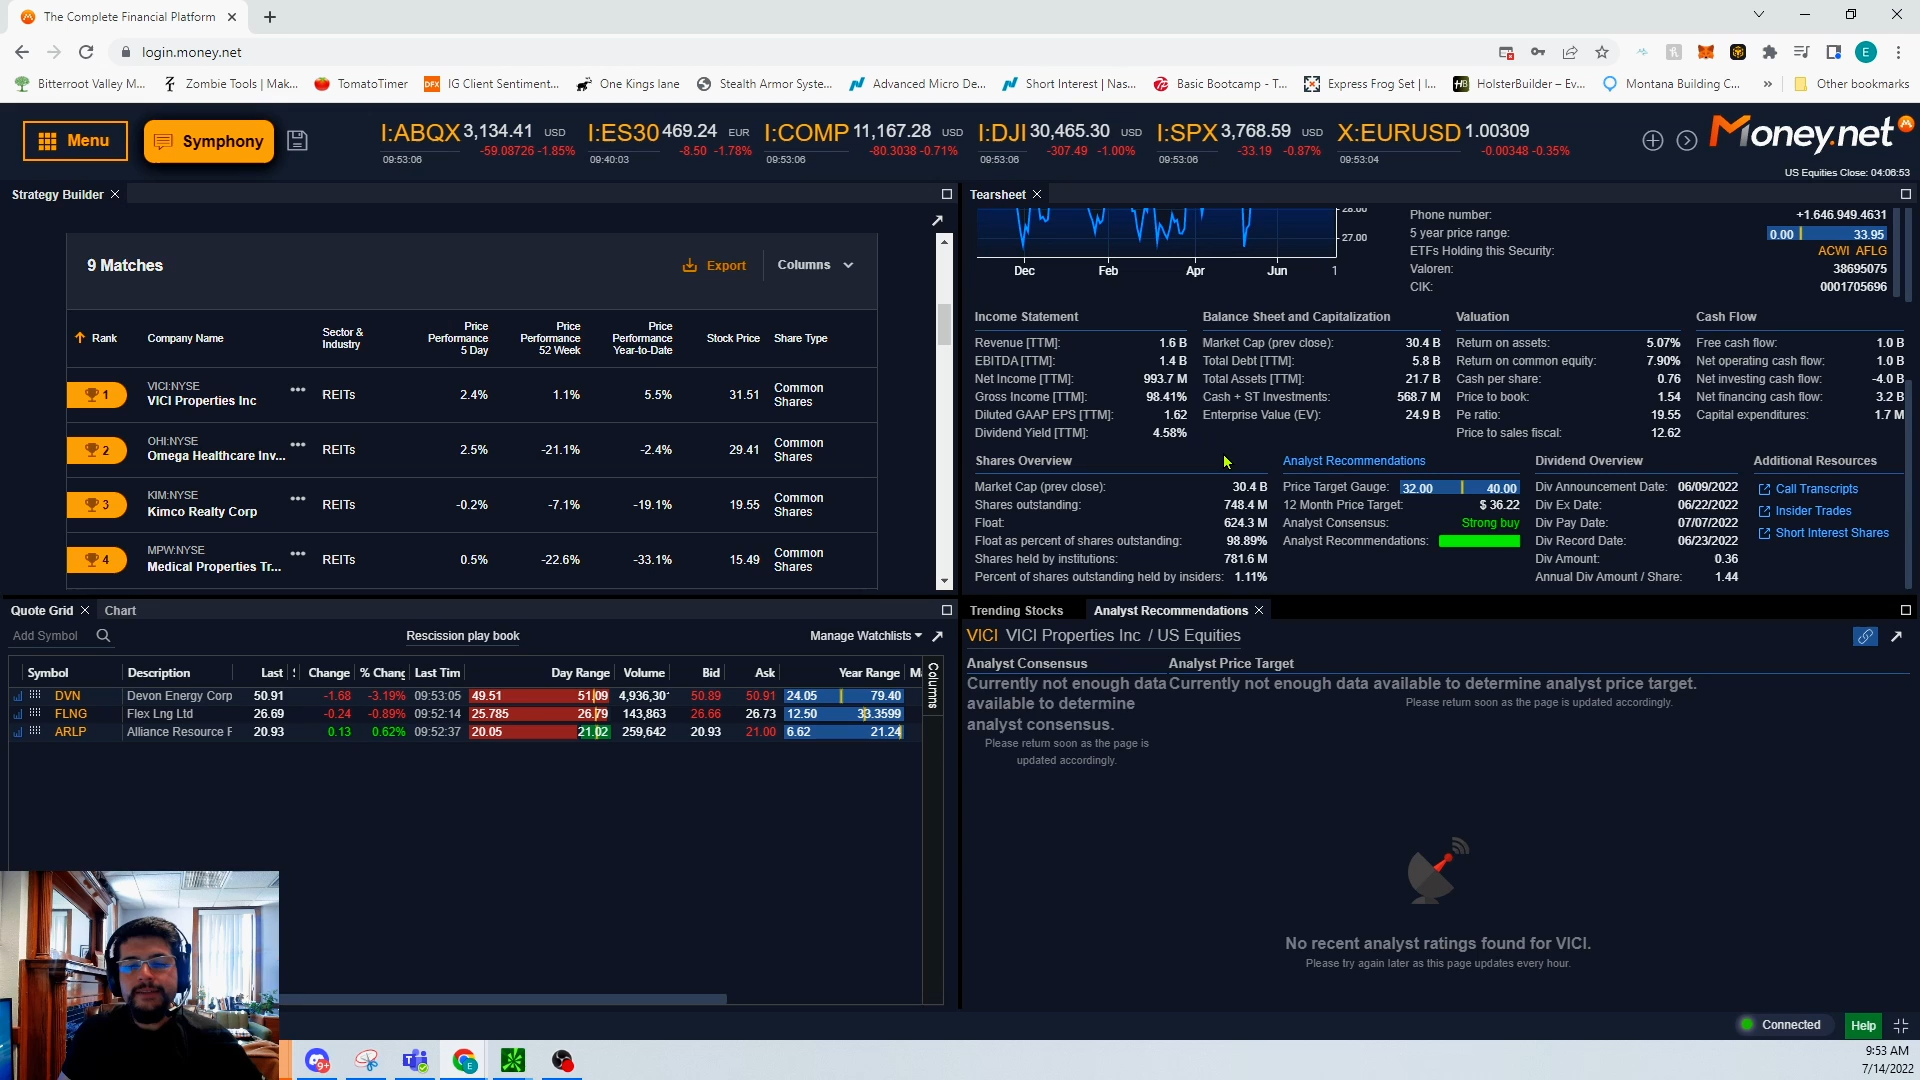 The Complete Financial Platform
login.money.net
Bitterroot Valley M...
Zombie Tools | Mak...
TomatoTimer
IG Client Sentiment...
One Kings lane
Stealth Armor Syste...
Advanced Micro De...
Short Interest | Nas...
Basic Bootcamp - T...
Express Frog Set | I...
HolsterBuilder – Ev...
Montana Building C...
»
Other bookmarks
Menu
Symphony
I:ABQX 3,134.41 USD
09:53:06 -59.08726 -1.85%
I:ES30 469.24 EUR
09:40:03 -8.50 -1.78%
I:COMP 11,167.28 USD
09:53:06 -80.3038 -0.71%
I:DJI 30,465.30 USD
09:53:06 -307.49 -1.00%
I:SPX 3,768.59 USD
09:53:06 -33.19 -0.87%
X:EURUSD 1.00309
09:53:04 -0.00348 -0.35%
Money.net
US Equities Close: 04:06:53
Strategy Builder
9 Matches
Export
Columns
Rank Company Name Sector & Industry Price Performance 5 Day Price Performance 52 Week Price Performance Year-to-Date Stock Price Share Type
1 VICI:NYSE VICI Properties Inc ••• REITs 2.4% 1.1% 5.5% 31.51 Common Shares
2 OHI:NYSE Omega Healthcare Inv... ••• REITs 2.5% -21.1% -2.4% 29.41 Common Shares
3 KIM:NYSE Kimco Realty Corp ••• REITs -0.2% -7.1% -19.1% 19.55 Common Shares
4 MPW:NYSE Medical Properties Tr... ••• REITs 0.5% -22.6% -33.1% 15.49 Common Shares
Tearsheet
28.00
27.00
Dec Feb Apr Jun 1
Phone number: +1.646.949.4631
5 year price range: 0.00 33.95
ETFs Holding this Security: ACWI AFLG
Valoren: 38695075
CIK: 0001705696
Income Statement
Revenue [TTM]: 1.6 B
EBITDA [TTM]: 1.4 B
Net Income [TTM]: 993.7 M
Gross Income [TTM]: 98.41%
Diluted GAAP EPS [TTM]: 1.62
Dividend Yield [TTM]: 4.58%
Balance Sheet and Capitalization
Market Cap (prev close): 30.4 B
Total Debt [TTM]: 5.8 B
Total Assets [TTM]: 21.7 B
Cash + ST Investments: 568.7 M
Enterprise Value (EV): 24.9 B
Valuation
Return on assets: 5.07%
Return on common equity: 7.90%
Cash per share: 0.76
Price to book: 1.54
Pe ratio: 19.55
Price to sales fiscal: 12.62
Cash Flow
Free cash flow: 1.0 B
Net operating cash flow: 1.0 B
Net investing cash flow: -4.0 B
Net financing cash flow: 3.2 B
Capital expenditures: 1.7 M
Shares Overview
Market Cap (prev close): 30.4 B
Shares outstanding: 748.4 M
Float: 624.3 M
Float as percent of shares outstanding: 98.89%
Shares held by institutions: 781.6 M
Percent of shares outstanding held by insiders: 1.11%
Analyst Recommendations
Price Target Gauge: 32.00 40.00
12 Month Price Target: $ 36.22
Analyst Consensus: Strong buy
Analyst Recommendations:
Dividend Overview
Div Announcement Date: 06/09/2022
Div Ex Date: 06/22/2022
Div Pay Date: 07/07/2022
Div Record Date: 06/23/2022
Div Amount: 0.36
Annual Div Amount / Share: 1.44
Additional Resources
Call Transcripts
Insider Trades
Short Interest Shares
Quote Grid
Chart
Add Symbol
Rescission play book
Manage Watchlists
Symbol Description Last Change % Chang Last Tim Day Range Volume Bid Ask Year Range
Columns
DVN Devon Energy Corp 50.91 -1.68 -3.19% 09:53:05 49.51 51.09 4,936,30 50.89 50.91 24.05 79.40
FLNG Flex Lng Ltd 26.69 -0.24 -0.89% 09:52:14 25.785 26.79 143,863 26.66 26.73 12.50 33.3599
ARLP Alliance Resource F 20.93 0.13 0.62% 09:52:37 20.05 21.02 259,642 20.93 21.00 6.62 21.24
Trending Stocks
Analyst Recommendations
VICI VICI Properties Inc / US Equities
Analyst Consensus
Currently not enough data
available to determine
analyst consensus.
Please return soon as the page is
updated accordingly.
Analyst Price Target
Currently not enough data available to determine analyst price target.
Please return soon as the page is updated accordingly.
No recent analyst ratings found for VICI.
Please try again later as this page updates every hour.
Connected
Help
9:53 AM
7/14/2022